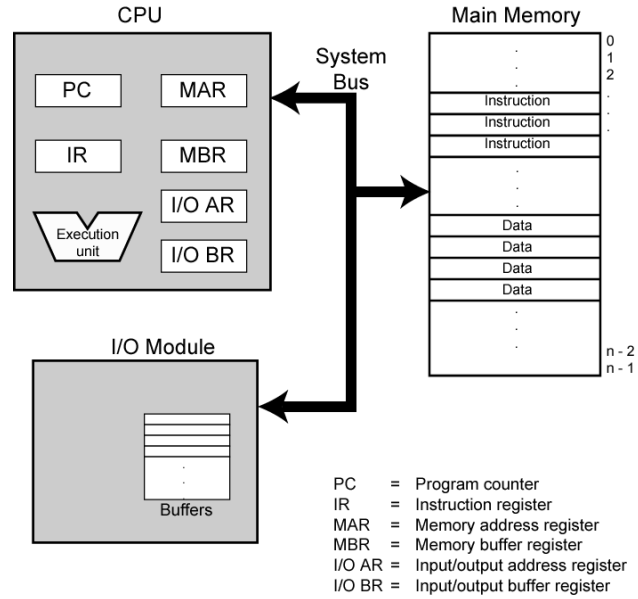 CPU
Main Memory
System
Bus
PC
MAR
IR
MBR
I/O AR
I/O BR
Execution
unit
0
1
2
.
.
.
Instruction
.
Instruction
.
Instruction
.
.
.
Data
Data
Data
Data
.
.
.
n - 2
n - 1
I/O Module
.
.
.
Buffers
PC = Program counter
IR = Instruction register
MAR = Memory address register
MBR = Memory buffer register
I/O AR = Input/output address register
I/O BR = Input/output buffer register